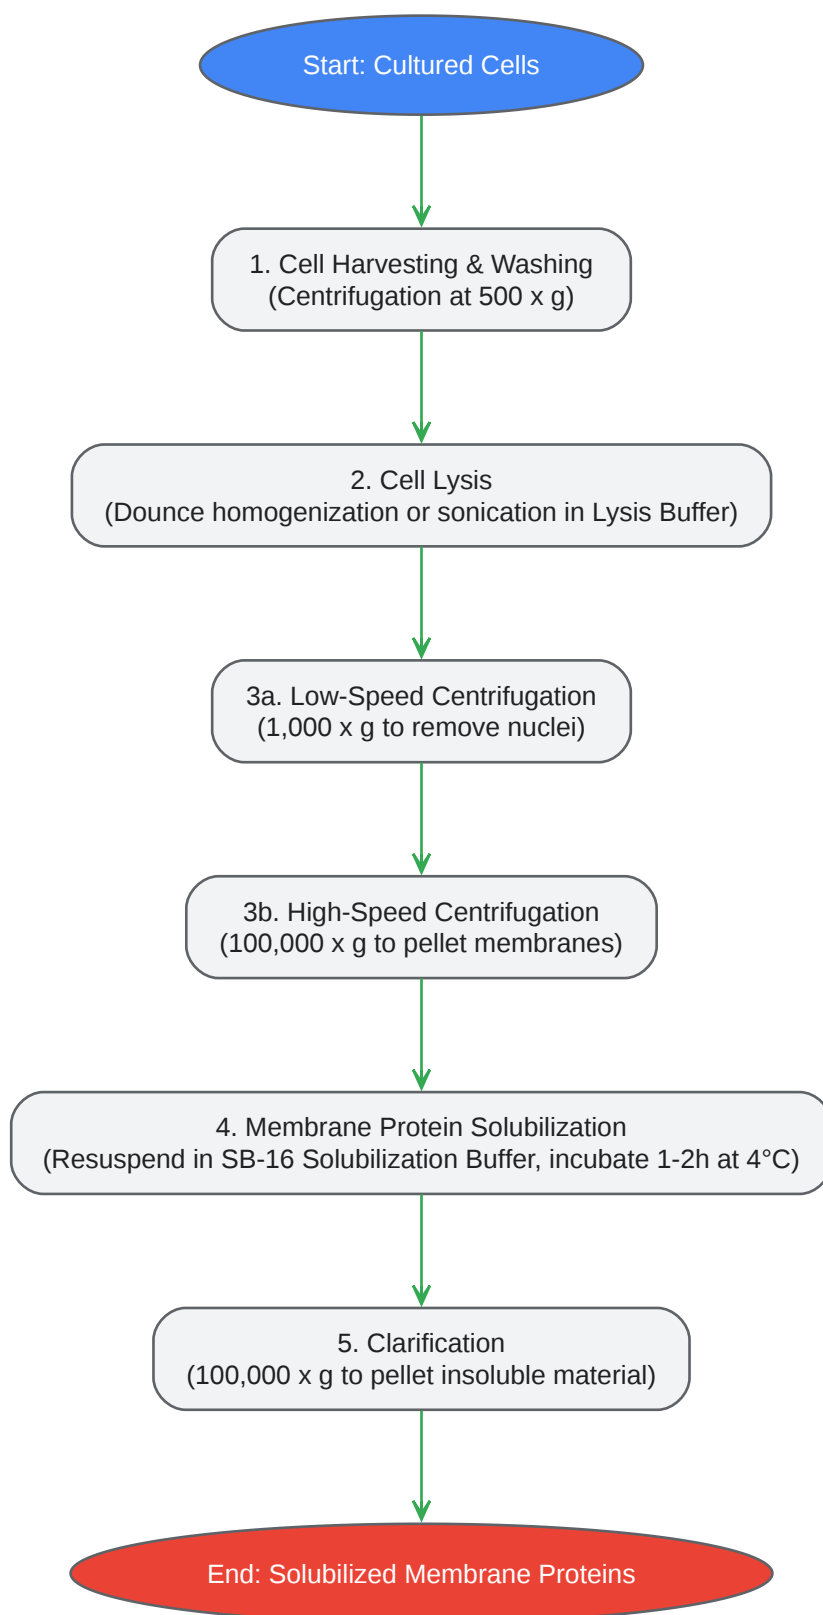 Start: Cultured Cells
1. Cell Harvesting & Washing
(Centrifugation at 500 x g)
2. Cell Lysis
(Dounce homogenization or sonication in Lysis Buffer)
3a. Low-Speed Centrifugation
(1,000 x g to remove nuclei)
3b. High-Speed Centrifugation
(100,000 x g to pellet membranes)
4. Membrane Protein Solubilization
(Resuspend in SB-16 Solubilization Buffer, incubate 1-2h at 4°C)
5. Clarification
(100,000 x g to pellet insoluble material)
End: Solubilized Membrane Proteins